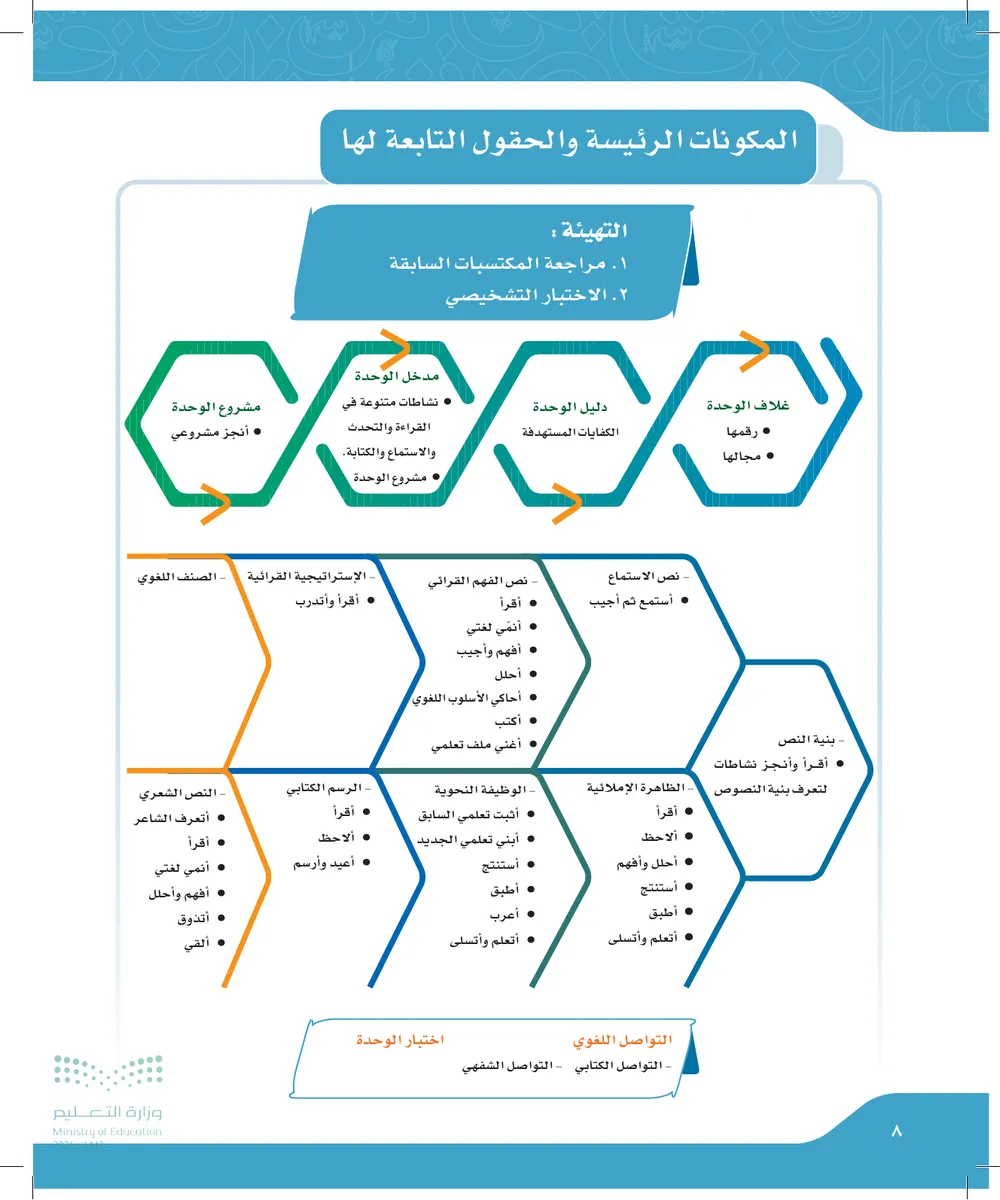 المكونات الرئيسة والحقول التابعة لها
التهيئة :
١. مراجعة المكتسبات السابقة
٢. الاختبار التشخيصي
غلاف الوحدة
● رقمها
● مجالها
دليل الوحدة
الكفايات المستهدفة
مدخل الوحدة
● نشاطات متنوعة في
القراءة والتحدث
والاستماع والكتابة.
● مشروع الوحدة
مشروع الوحدة
● أنجز مشروعي
- بنية النص
● أقـرأ وأنـجـز نشاطات
لتعرف بنية النصوص
- نص الاستماع
● أستمع ثم أجيب
- نص الفهم القرائي
● أقرأ
● أنمّي لغتي
● أفهم وأجيب
● أحلل
● أحاكي الأسلوب اللغوي
● أكتب
● أغني ملف تعلمي
- الإستراتيجية القرائية
● أقرأ وأتدرب
- الصنف اللغوي
- الظاهرة الإملائية
● أقرأ
● ألاحظ
● أحلل وأفهم
● أستنتج
● أطبق
● أتعلم وأتسلى
- الوظيفة النحوية
● أثبت تعلمي السابق
● أبني تعلمي الجديد
● أستنتج
● أطبق
● أعرب
● أتعلم وأتسلى
- الرسم الكتابي
● أقرأ
● ألاحظ
● أعيد وأرسم
- النص الشعري
● أتعرف الشاعر
● أقرأ
● أنمي لغتي
● أفهم وأحلل
● أتذوق
● ألقي
التواصل اللغوي
- التواصل الكتابي - التواصل الشفهي
اختبار الوحدة
وزارة التـعـــليم
Ministry of Education
٨